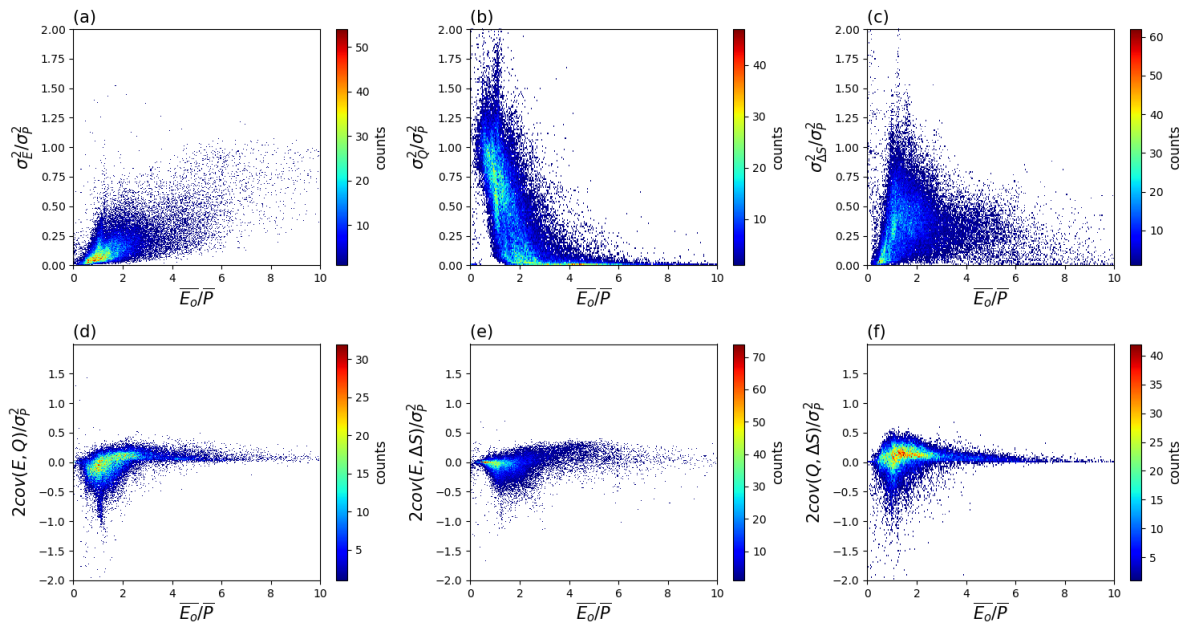 (a)
2.00
1.75
1.50
1.25
1.00
0.75
0.50
0.25
0.00
σ²_E/σ²_P
0 2 4 6 8 10
E̅_o/P̅
50
40
30
20
10
counts
(b)
2.00
1.75
1.50
1.25
1.00
0.75
0.50
0.25
0.00
σ²_Q/σ²_P
0 2 4 6 8 10
E̅_o/P̅
40
30
20
10
counts
(c)
2.00
1.75
1.50
1.25
1.00
0.75
0.50
0.25
0.00
σ²_ΔS/σ²_P
0 2 4 6 8 10
E̅_o/P̅
60
50
40
30
20
10
counts
(d)
1.5
1.0
0.5
0.0
−0.5
−1.0
−1.5
−2.0
2cov(E, Q)/σ²_P
0 2 4 6 8 10
E̅_o/P̅
30
25
20
15
10
5
counts
(e)
1.5
1.0
0.5
0.0
−0.5
−1.0
−1.5
−2.0
2cov(E, ΔS)/σ²_P
0 2 4 6 8 10
E̅_o/P̅
70
60
50
40
30
20
10
counts
(f)
1.5
1.0
0.5
0.0
−0.5
−1.0
−1.5
−2.0
2cov(Q, ΔS)/σ²_P
0 2 4 6 8 10
E̅_o/P̅
40
35
30
25
20
15
10
5
counts